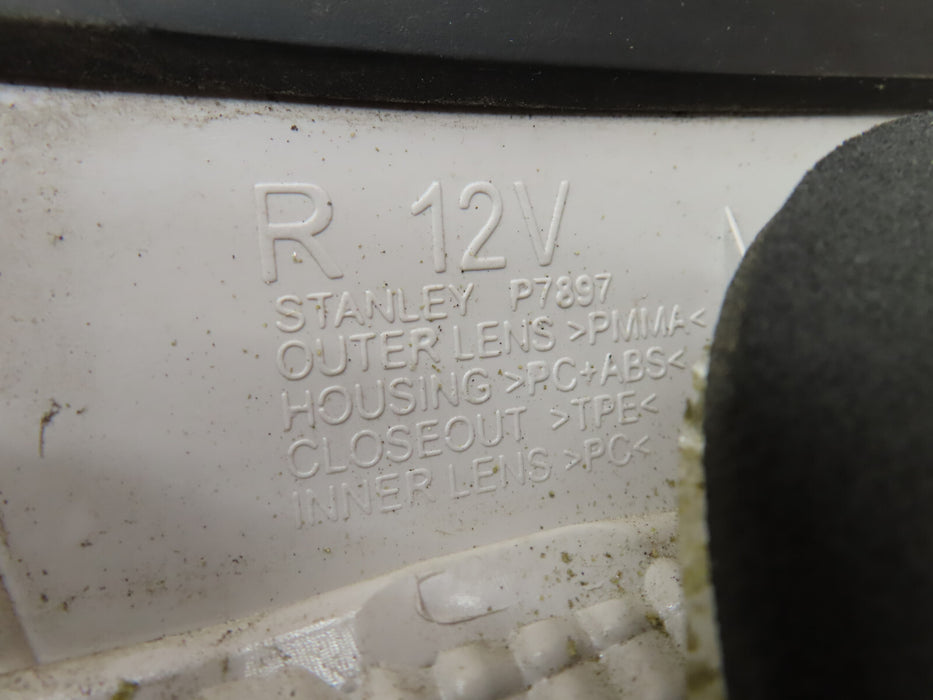 R 12V
STANLEY P7897
OUTER LENS >PMMA<
HOUSING >PC+ABS<
CLOSEOUT >TPE<
INNER LENS >PC<